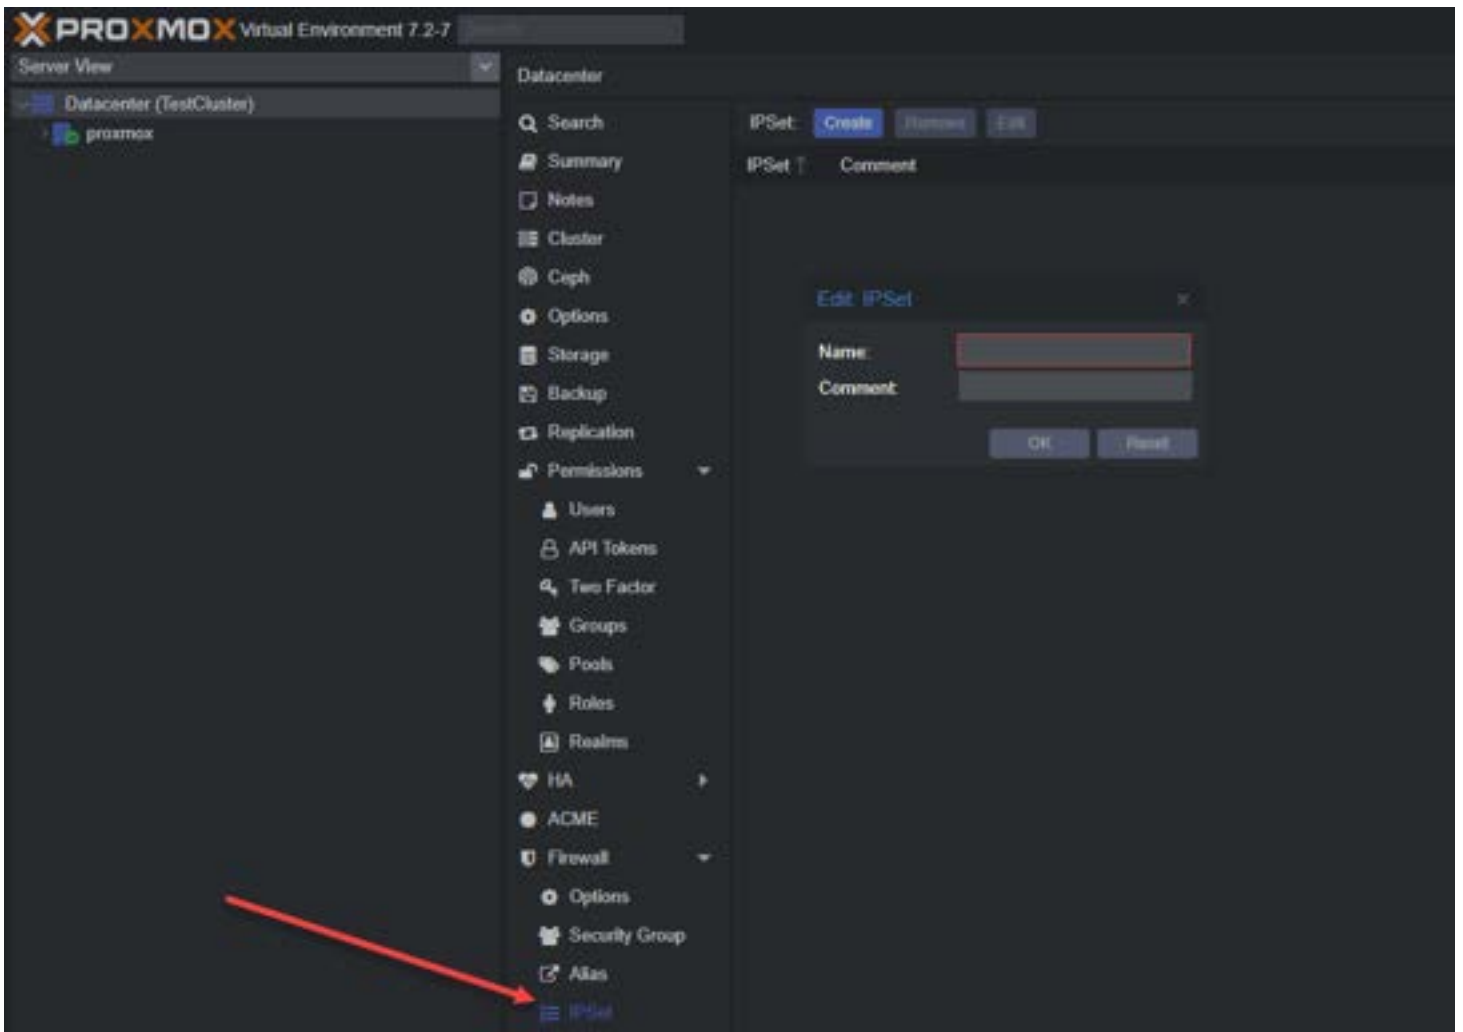 PROXMOX Virtual Environment 7.2-7
Server View
Datacenter (TestCluster)
proxmox
Datacenter
Search
Summary
Notes
Cluster
Ceph
Options
Storage
Backup
Replication
Permissions
Users
API Tokens
Two Factor
Groups
Pools
Roles
Realms
HA
ACME
Firewall
Options
Security Group
Alias
IPSet
IPSet: Create Remove Edit
IPSet Comment
Edit: IPSet
Name:
Comment:
OK Reset